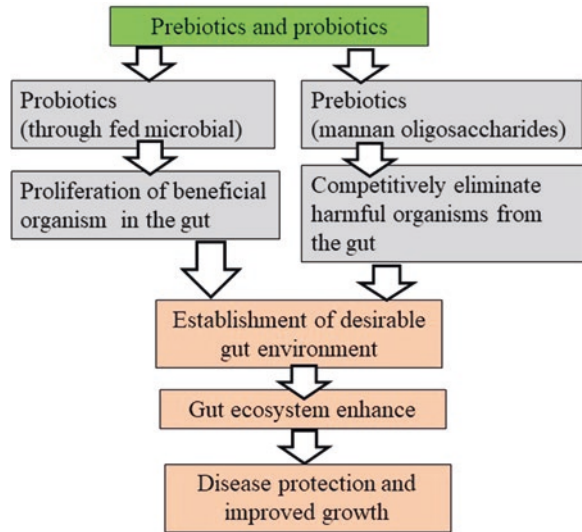 Prebiotics and probiotics
Probiotics
(through fed microbial)
Prebiotics
(mannan oligosaccharides)
Proliferation of beneficial
organism in the gut
Competitively eliminate
harmful organisms from
the gut
Establishment of desirable
gut environment
Gut ecosystem enhance
Disease protection and
improved growth